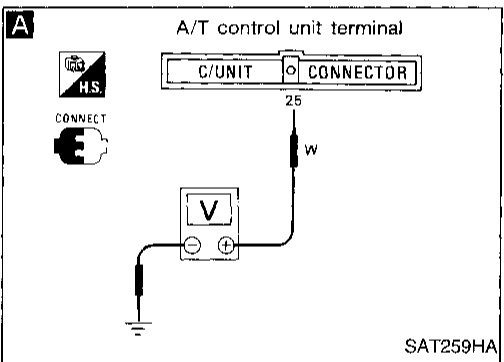 A
A/T control unit terminal
H.S.
C/UNIT
CONNECTOR
CONNECT
25
W
V
SAT259HA